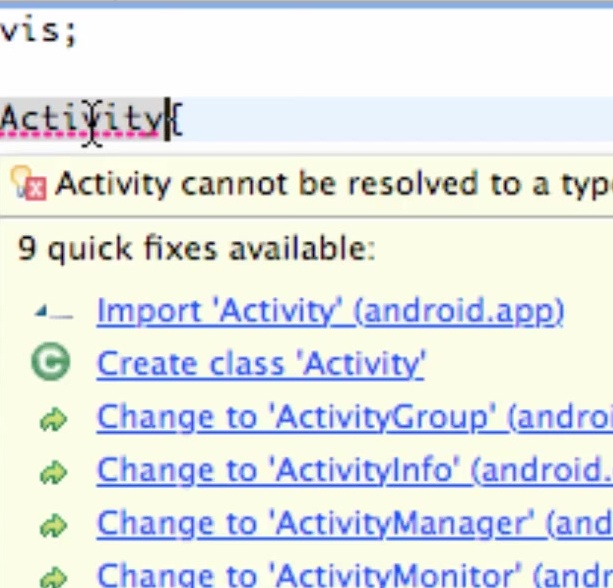 vis;
Activity{
Activity cannot be resolved to a typ
9 quick fixes available:
Import 'Activity' (android.app)
Create class 'Activity'
Change to 'ActivityGroup' (androi
Change to 'ActivityInfo' (android.
Change to 'ActivityManager' (and
Change to 'ActivityMonitor' (andr